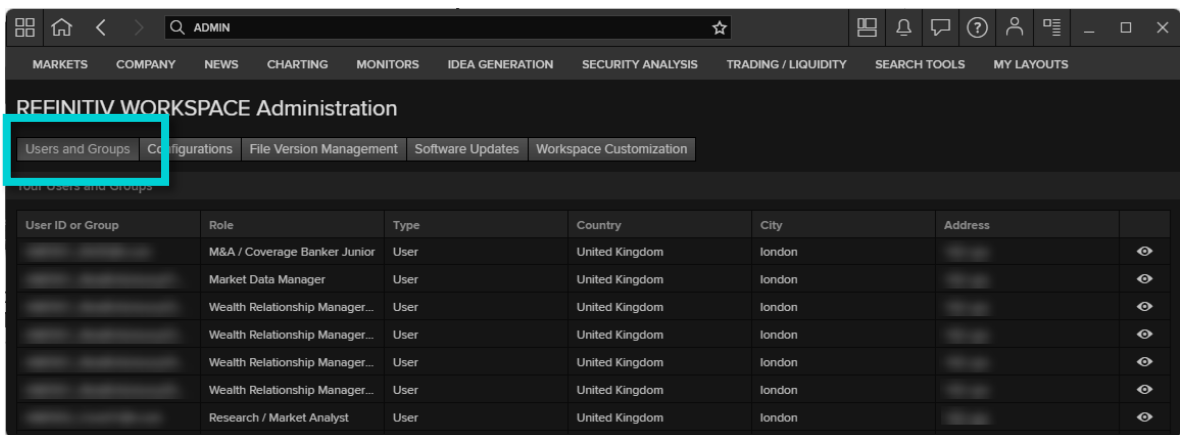 ADMIN
MARKETS COMPANY NEWS CHARTING MONITORS IDEA GENERATION SECURITY ANALYSIS TRADING / LIQUIDITY SEARCH TOOLS MY LAYOUTS
REFINITIV WORKSPACE Administration
Users and Groups Configurations File Version Management Software Updates Workspace Customization
Your Users and Groups
User ID or Group Role Type Country City Address
M&A / Coverage Banker Junior User United Kingdom london
Market Data Manager User United Kingdom london
Wealth Relationship Manager... User United Kingdom london
Wealth Relationship Manager... User United Kingdom london
Wealth Relationship Manager... User United Kingdom london
Wealth Relationship Manager... User United Kingdom london
Research / Market Analyst User United Kingdom london